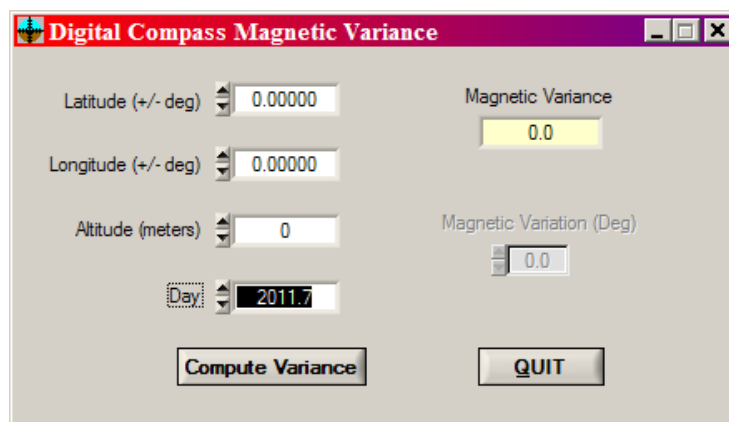 Digital Compass Magnetic Variance
Latitude (+/- deg) 0.00000
Magnetic Variance
0.0
Longitude (+/- deg) 0.00000
Altitude (meters) 0
Magnetic Variation (Deg)
0.0
Day 2011.7
Compute Variance
QUIT